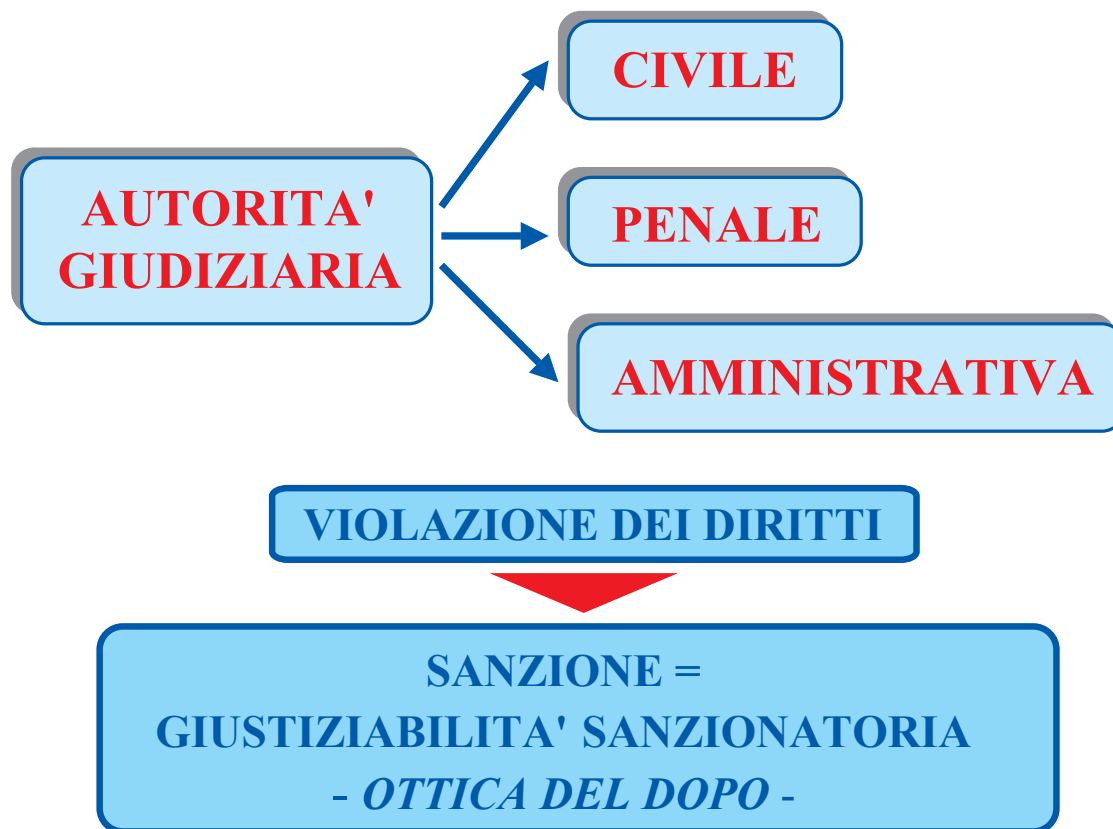 CIVILE
AUTORITA'
GIUDIZIARIA
PENALE
AMMINISTRATIVA
VIOLAZIONE DEI DIRITTI
SANZIONE =
GIUSTIZIABILITA' SANZIONATORIA
- OTTICA DEL DOPO -